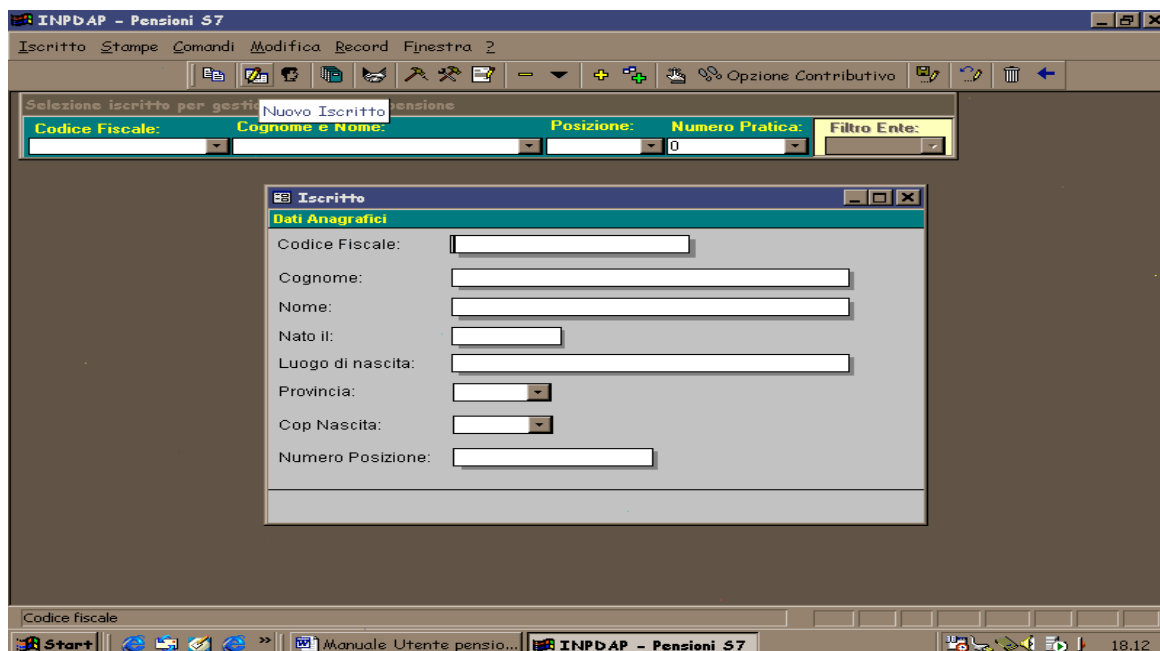 INPDAP - Pensioni S7
Iscritto Stampe Comandi Modifica Record Finestra ?
Opzione Contributivo
Selezione iscritto per gesti pensione
Nuovo Iscritto
Codice Fiscale: Cognome e Nome: Posizione: Numero Pratica: Filtro Ente:
0
Iscritto
Dati Anagrafici
Codice Fiscale:
Cognome:
Nome:
Nato il:
Luogo di nascita:
Provincia:
Cop Nascita:
Numero Posizione:
Codice fiscale
Start » Manuale Utente pensio... INPDAP - Pensioni S7 18.12